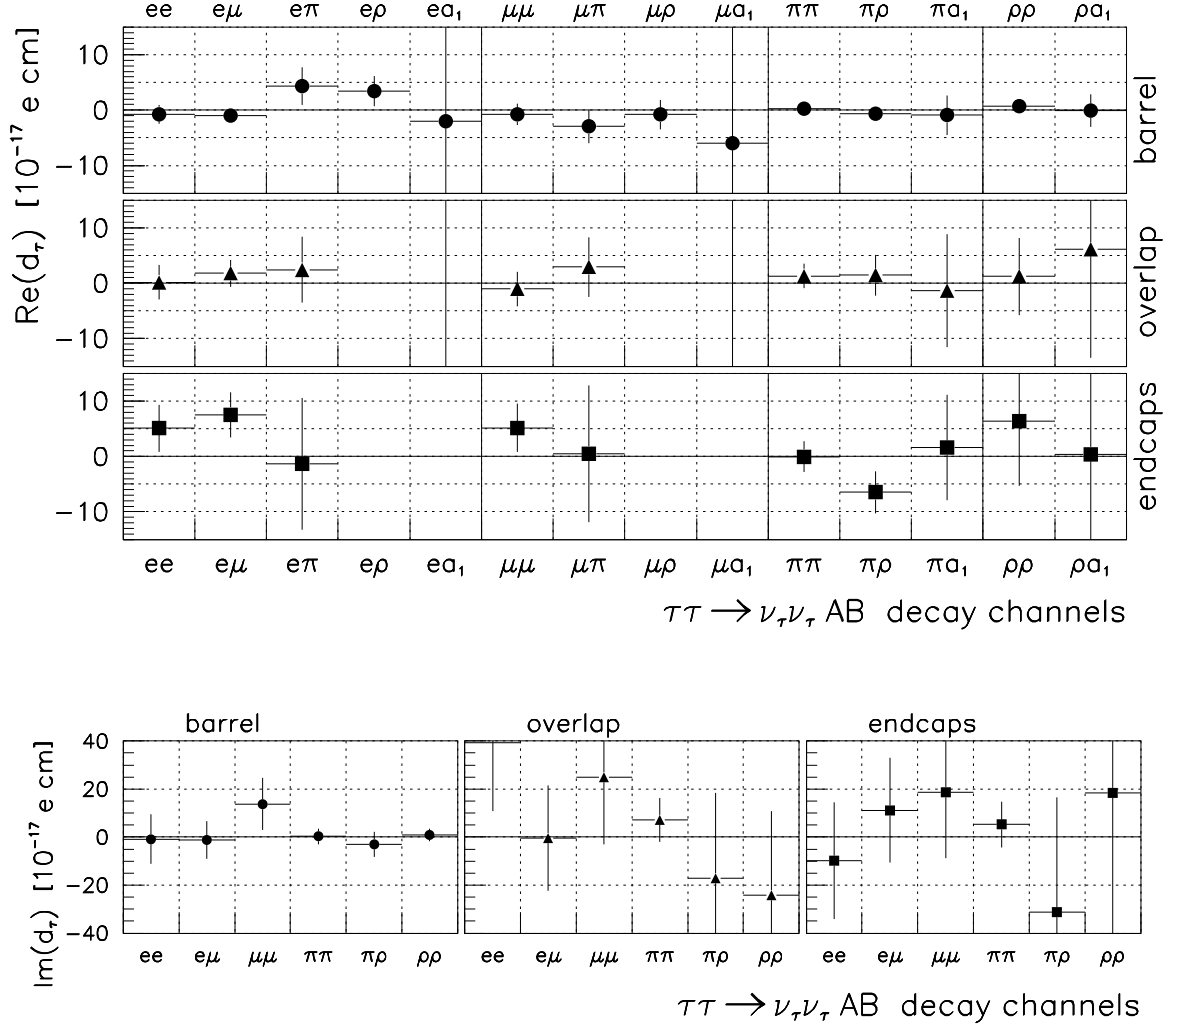 ee eμ eπ eρ ea₁ μμ μπ μρ μa₁ ππ πρ πa₁ ρρ ρa₁
Re(d_τ) [10⁻¹⁷ e cm]
10
0
−10
barrel
10
0
−10
overlap
10
0
−10
endcaps
ee eμ eπ eρ ea₁ μμ μπ μρ μa₁ ππ πρ πa₁ ρρ ρa₁
ττ → ν_τ ν_τ AB decay channels
barrel overlap endcaps
Im(d_τ) [10⁻¹⁷ e cm]
40
20
0
−20
−40
ee eμ μμ ππ πρ ρρ ee eμ μμ ππ πρ ρρ ee eμ μμ ππ πρ ρρ
ττ → ν_τ ν_τ AB decay channels